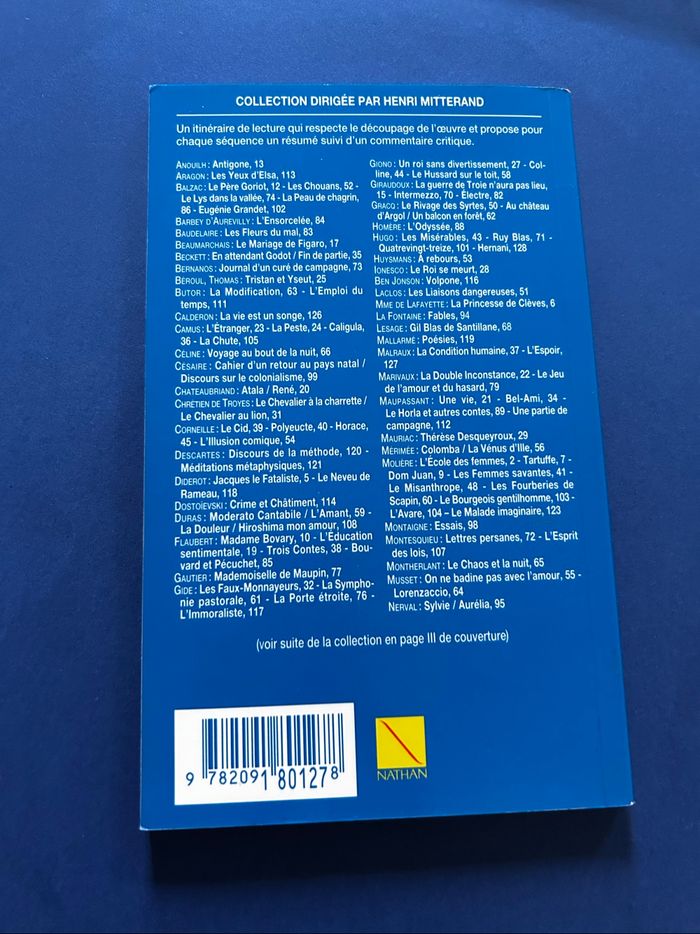 COLLECTION DIRIGÉE PAR HENRI MITTERAND
Un itinéraire de lecture qui respecte le découpage de l'œuvre et propose pour
chaque séquence un résumé suivi d'un commentaire critique.
ANOUILH : Antigone, 13
ARAGON : Les Yeux d'Elsa, 113
BALZAC : Le Père Goriot, 12 - Les Chouans, 52 -
Le Lys dans la vallée, 74 - La Peau de chagrin,
86 - Eugénie Grandet, 102
BARBEY D'AUREVILLY : L'Ensorcelée, 84
BAUDELAIRE : Les Fleurs du mal, 83
BEAUMARCHAIS : Le Mariage de Figaro, 17
BECKETT : En attendant Godot / Fin de partie, 35
BERNANOS : Journal d'un curé de campagne, 73
BÉROUL, THOMAS : Tristan et Yseut, 25
BUTOR : La Modification, 63 - L'Emploi du
temps, 111
CALDERON : La vie est un songe, 126
CAMUS : L'Étranger, 23 - La Peste, 24 - Caligula,
36 - La Chute, 105
CÉLINE : Voyage au bout de la nuit, 66
CÉSAIRE : Cahier d'un retour au pays natal /
Discours sur le colonialisme, 99
CHATEAUBRIAND : Atala / René, 20
CHRÉTIEN DE TROYES : Le Chevalier à la charrette /
Le Chevalier au lion, 31
CORNEILLE : Le Cid, 39 - Polyeucte, 40 - Horace,
45 - L'Illusion comique, 54
DESCARTES : Discours de la méthode, 120 -
Méditations métaphysiques, 121
DIDEROT : Jacques le Fataliste, 5 - Le Neveu de
Rameau, 118
DOSTOÏEVSKI : Crime et Châtiment, 114
DURAS : Moderato Cantabile / L'Amant, 59 -
La Douleur / Hiroshima mon amour, 108
FLAUBERT : Madame Bovary, 10 - L'Éducation
sentimentale, 19 - Trois Contes, 38 - Bou-
vard et Pécuchet, 85
GAUTIER : Mademoiselle de Maupin, 77
GIDE : Les Faux-Monnayeurs, 32 - La Sympho-
nie pastorale, 61 - La Porte étroite, 76 -
L'Immoraliste, 117
GIONO : Un roi sans divertissement, 27 - Col-
line, 44 - Le Hussard sur le toit, 58
GIRAUDOUX : La guerre de Troie n'aura pas lieu,
15 - Intermezzo, 70 - Électre, 82
GRACQ : Le Rivage des Syrtes, 50 - Au château
d'Argol / Un balcon en forêt, 62
HOMÈRE : L'Odyssée, 88
HUGO : Les Misérables, 43 - Ruy Blas, 71 -
Quatrevingt-treize, 101 - Hernani, 128
HUYSMANS : À rebours, 53
IONESCO : Le Roi se meurt, 28
BEN JONSON : Volpone, 116
LACLOS : Les Liaisons dangereuses, 51
MME DE LAFAYETTE : La Princesse de Clèves, 6
LA FONTAINE : Fables, 94
LESAGE : Gil Blas de Santillane, 68
MALLARMÉ : Poésies, 119
MALRAUX : La Condition humaine, 37 - L'Espoir,
127
MARIVAUX : La Double Inconstance, 22 - Le Jeu
de l'amour et du hasard, 79
MAUPASSANT : Une vie, 21 - Bel-Ami, 34 -
Le Horla et autres contes, 89 - Une partie de
campagne, 112
MAURIAC : Thérèse Desqueyroux, 29
MÉRIMÉE : Colomba / La Vénus d'Ille, 56
MOLIÈRE : L'École des femmes, 2 - Tartuffe, 7 -
Dom Juan, 9 - Les Femmes savantes, 41 -
Le Misanthrope, 48 - Les Fourberies de
Scapin, 60 - Le Bourgeois gentilhomme, 103 -
L'Avare, 104 – Le Malade imaginaire, 123
MONTAIGNE : Essais, 98
MONTESQUIEU : Lettres persanes, 72 - L'Esprit
des lois, 107
MONTHERLANT : Le Chaos et la nuit, 65
MUSSET : On ne badine pas avec l'amour, 55 -
Lorenzaccio, 64
NERVAL : Sylvie / Aurélia, 95
(voir suite de la collection en page III de couverture)
9 782091 801278
NATHAN